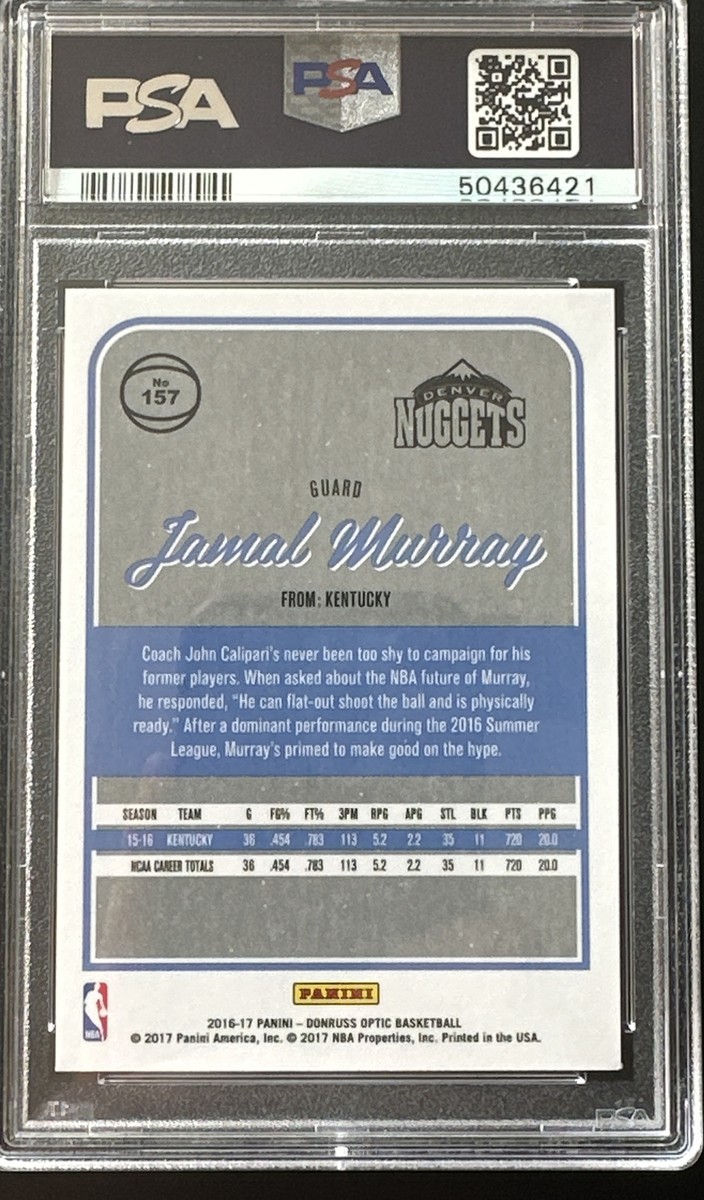 PSA PSA
50436421
No
157
DENVER
NUGGETS
GUARD
Jamal Murray
FROM: KENTUCKY
Coach John Calipari's never been too shy to campaign for his
former players. When asked about the NBA future of Murray,
he responded, "He can flat-out shoot the ball and is physically
ready." After a dominant performance during the 2016 Summer
League, Murray's primed to make good on the hype.
SEASON TEAM G FG% FT% 3PM RPG APG STL BLK PTS PPG
15-16 KENTUCKY 36 .454 .783 113 5.2 2.2 35 11 720 20.0
NCAA CAREER TOTALS 36 .454 .783 113 5.2 2.2 35 11 720 20.0
PANINI
NBA
2016-17 PANINI – DONRUSS OPTIC BASKETBALL
© 2017 Panini America, Inc. © 2017 NBA Properties, Inc. Printed in the USA.
PSA